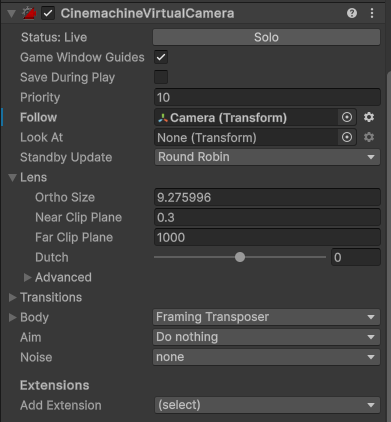 CinemachineVirtualCamera
Status: Live Solo
Game Window Guides
Save During Play
Priority 10
Follow Camera (Transform)
Look At None (Transform)
Standby Update Round Robin
Lens
Ortho Size 9.275996
Near Clip Plane 0.3
Far Clip Plane 1000
Dutch 0
Advanced
Transitions
Body Framing Transposer
Aim Do nothing
Noise none
Extensions
Add Extension (select)